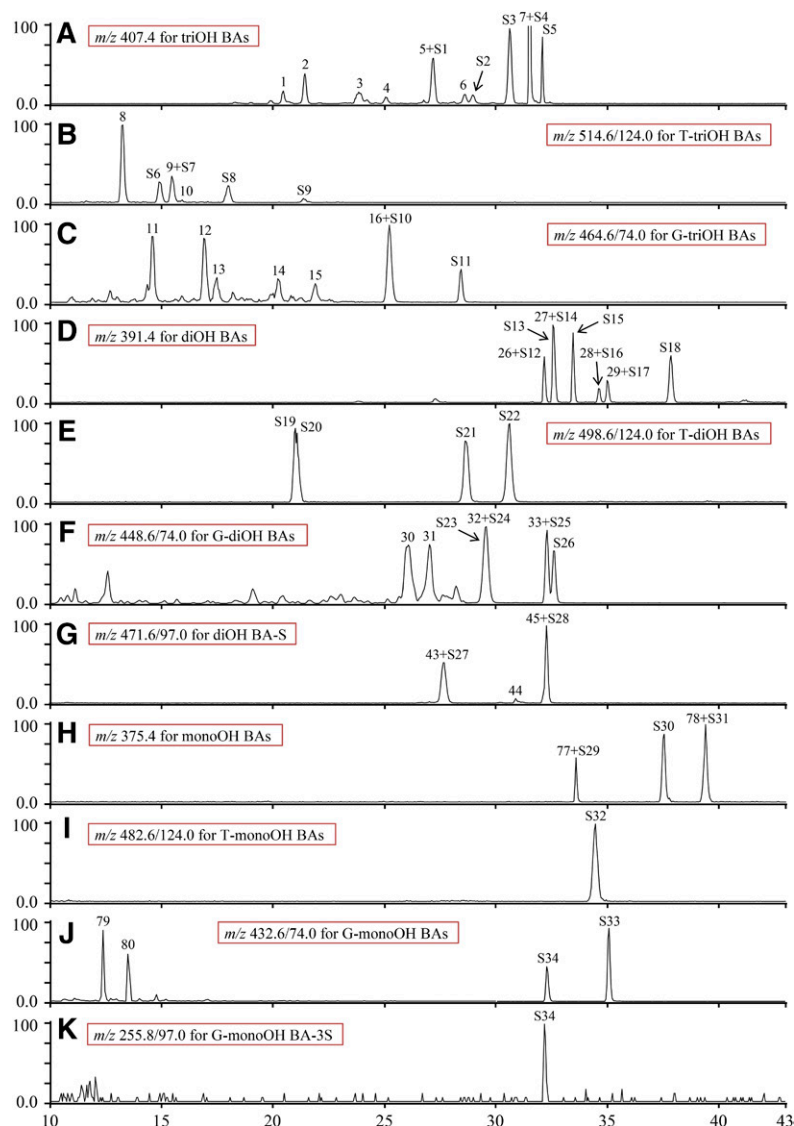 100
0.0
A
m/z 407.4 for triOH BAs
1
2
3
4
5+S1
6
S2
S3
7+S4
S5
100
0.0
B
m/z 514.6/124.0 for T-triOH BAs
8
S6
9+S7
10
S8
S9
100
0.0
C
m/z 464.6/74.0 for G-triOH BAs
11
12
13
14
15
16+S10
S11
100
0.0
D
m/z 391.4 for diOH BAs
26+S12
S13
27+S14
S15
28+S16
29+S17
S18
100
0.0
E
m/z 498.6/124.0 for T-diOH BAs
S19
S20
S21
S22
100
0.0
F
m/z 448.6/74.0 for G-diOH BAs
30
31
S23
32+S24
33+S25
S26
100
0.0
G
m/z 471.6/97.0 for diOH BA-S
43+S27
44
45+S28
100
0.0
H
m/z 375.4 for monoOH BAs
77+S29
S30
78+S31
100
0.0
I
m/z 482.6/124.0 for T-monoOH BAs
S32
100
0.0
J
m/z 432.6/74.0 for G-monoOH BAs
79
80
S34
S33
100
0.0
K
m/z 255.8/97.0 for G-monoOH BA-3S
S34
10 15 20 25 30 35 40 43